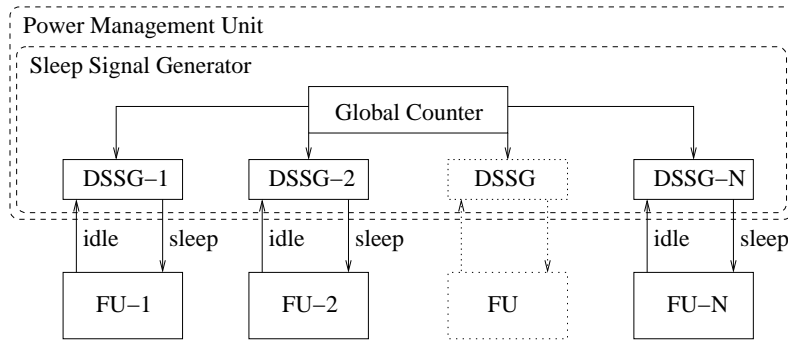 Power Management Unit
Sleep Signal Generator
Global Counter
DSSG−1
DSSG−2
DSSG
DSSG−N
idle
sleep
idle
sleep
idle
sleep
FU−1
FU−2
FU
FU−N